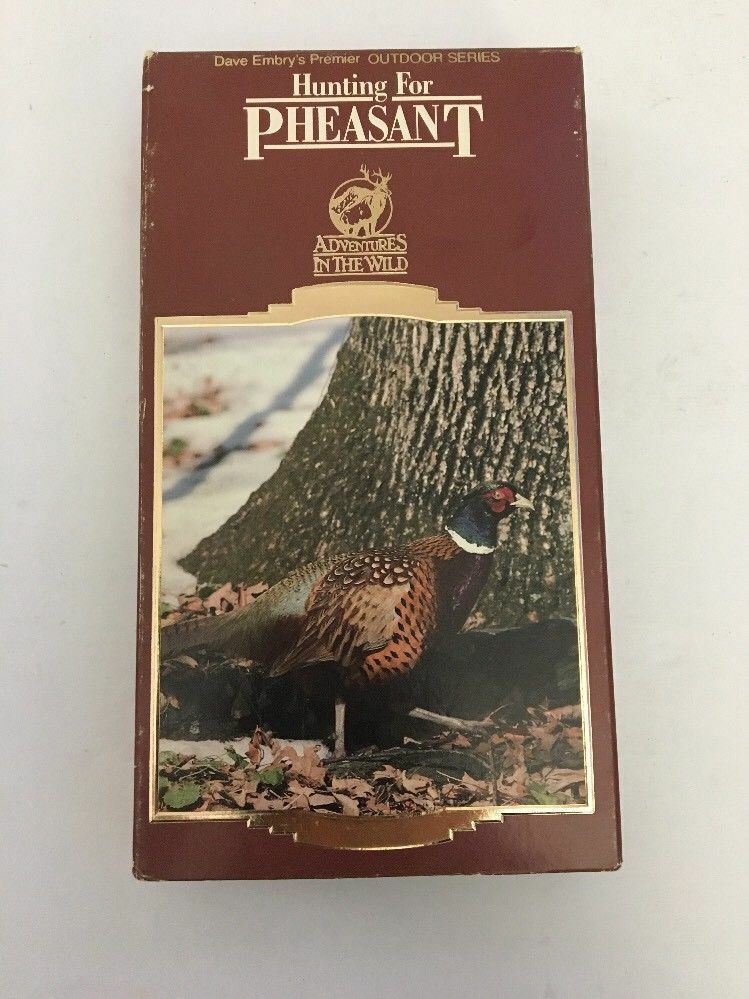 Dave Embry's Premier OUTDOOR SERIES
Hunting For
PHEASANT
ADVENTURES
IN THE WILD